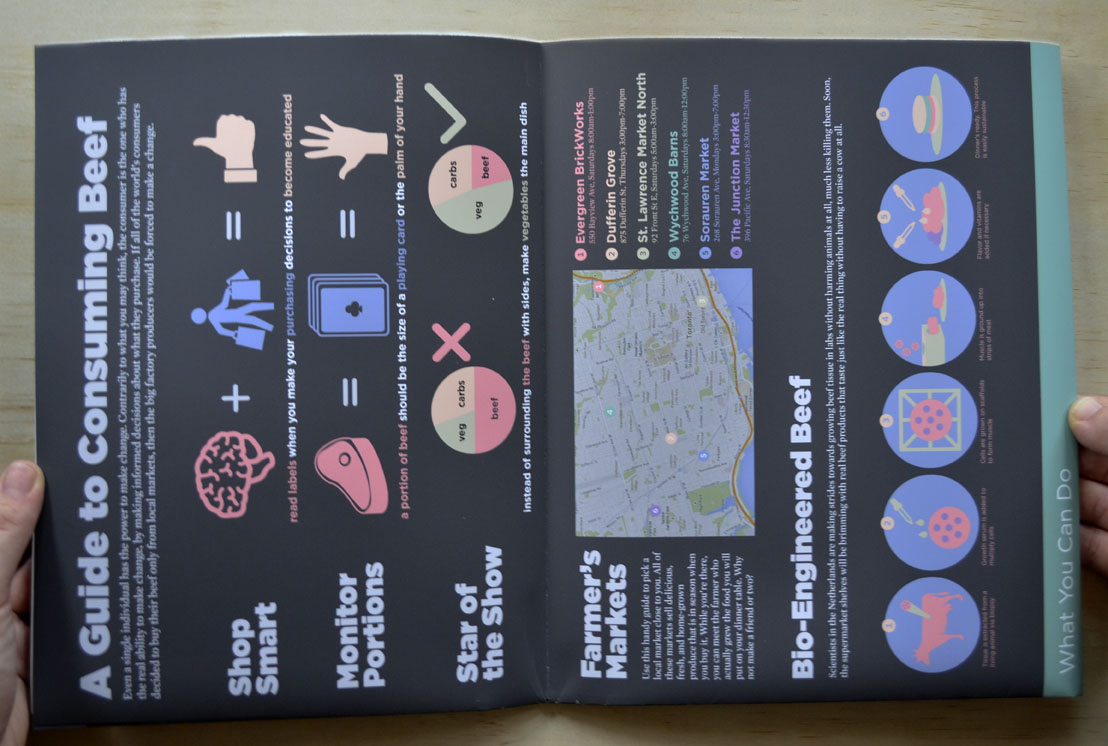 A Guide to Consuming Beef
Even a single individual has the power to make change. Contrarily to what you may think, the consumer is the one who has
the real ability to make change, by making informed decisions about what they purchase. If all of the world's consumers
decided to buy their beef only from local markets, then the big factory producers would be forced to make a change.
Shop
Smart
read labels when you make your purchasing decisions to become educated
Monitor
Portions
a portion of beef should be the size of a playing card or the palm of your hand
Star of
the Show
veg
carbs
beef
veg
carbs
beef
instead of surrounding the beef with sides, make vegetables the main dish
Farmer's
Markets
Use this handy guide to pick a
local market close to you. All of
these markets sell delicious,
fresh, and home-grown
produce that is in season when
you buy it. While you're there,
you can meet the farmer who
actually grew the food you will
put on your dinner table. Why
not make a friend or two?
1
2
3
4
5
6
Toronto
1 Evergreen BrickWorks
550 Bayview Ave, Saturdays 8:00am-1:00pm
2 Dufferin Grove
875 Dufferin St, Thursdays 3:00pm-7:00pm
3 St. Lawrence Market North
92 Front St E, Saturdays 5:00am-3:00pm
4 Wychwood Barns
76 Wychwood Ave, Saturdays 8:00am-12:00pm
5 Sorauren Market
268 Sorauren Ave, Mondays 3:00pm-7:00pm
6 The Junction Market
396 Pacific Ave, Saturdays 8:30am-12:30pm
Bio-Engineered Beef
Scientists in the Netherlands are making strides towards growing beef tissue in labs without harming animals at all, much less killing them. Soon,
the supermarket shelves will be brimming with real beef products that taste just like the real thing without having to raise a cow at all.
1
Tissue is extracted from a
living animal via biopsy
2
Growth serum is added to
multiply cells
3
Cells are grown on scaffolds
to form muscle
4
Muscle is ground up into
strips of meat
5
Flavor and vitamins are
added if necessary
6
Dinner's ready. This process
is easily sustainable
What You Can Do